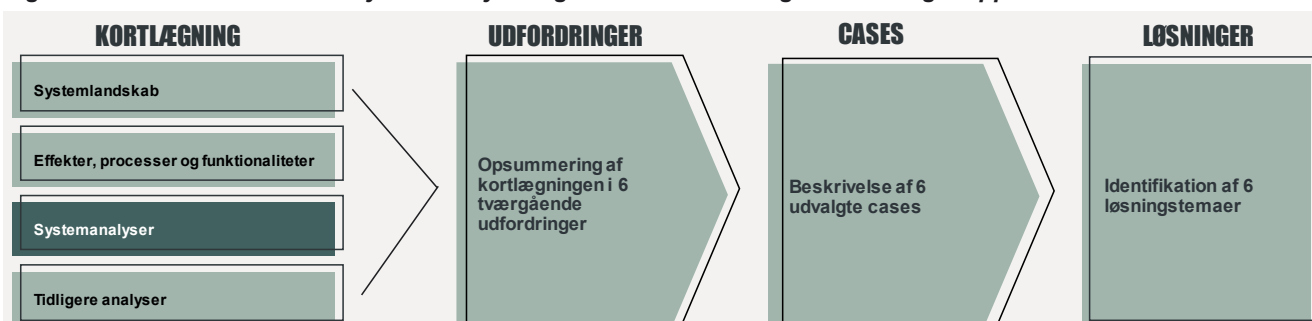 KORTLÆGNING
Systemlandskab
Effekter, processer og funktionaliteter
Systemanalyser
Tidligere analyser
UDFORDRINGER
Opsummering af
kortlægningen i 6
tværgående
udfordringer
CASES
Beskrivelse af 6
udvalgte cases
LØSNINGER
Identifikation af 6
løsningstemaer